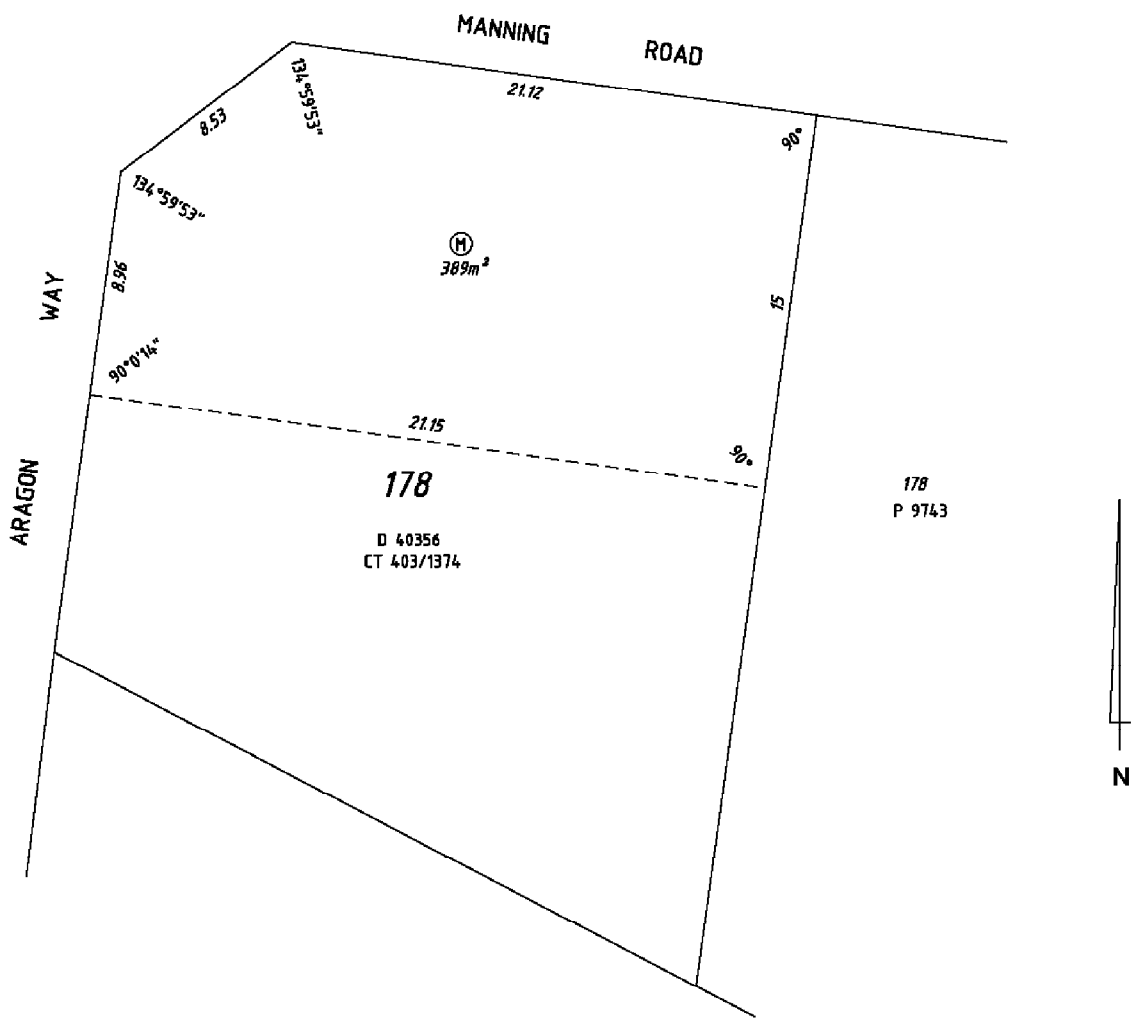 MANNING ROAD
21.12
134°59'53"
8.53
90°
134°59'53"
M
389m²
WAY
8.96
15
90°0'14"
21.15
90°
ARAGON
178
178
P 9743
D 40356
CT 403/1374
N